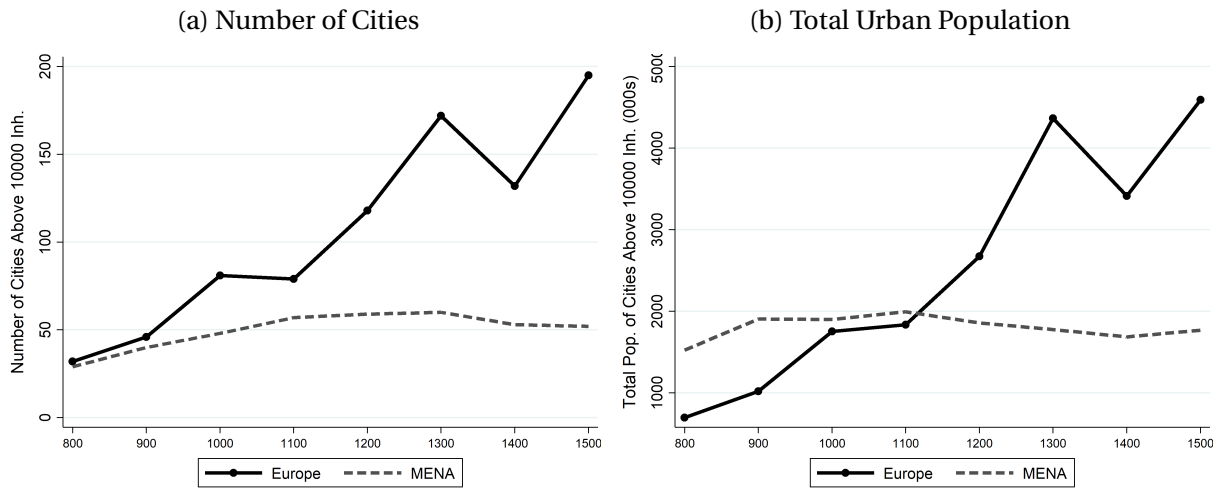 (a) Number of Cities
Number of Cities Above 10000 Inh.
200
150
100
50
0
800 900 1000 1100 1200 1300 1400 1500
Europe MENA
(b) Total Urban Population
Total Pop. of Cities Above 10000 Inh. (000s)
5000
4000
3000
2000
1000
800 900 1000 1100 1200 1300 1400 1500
Europe MENA